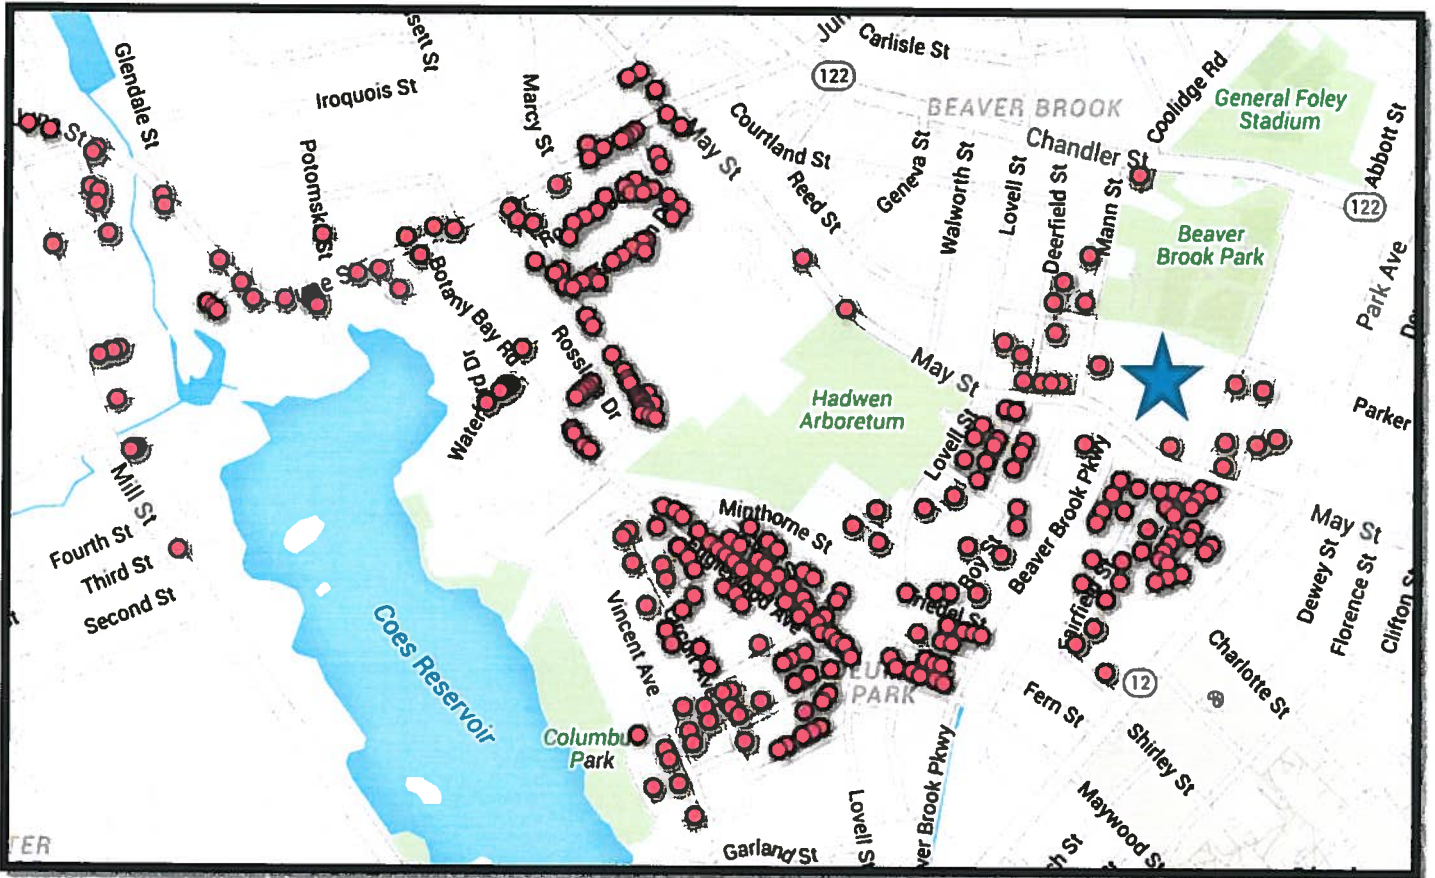 Glendale St
Iroquois St
Marcy St
Carlisle St
122
BEAVER BROOK
Coolidge Rd
General Foley
Stadium
Abbott St
May St
Courtland St
Reed St
Geneva St
Walworth St
Lovell St
Deerfield St
Mann St
Chandler St
122
Potomska St
Beaver
Brook Park
Park Ave
Botany Bay Rd
Dr
May St
Hadwen
Arboretum
Lovell St
Parker
Mill St
Fourth St
Third St
Second St
Minthorne St
Beaver Brook Pkwy
May St
Dewey St
Florence St
Clifton St
Coes Reservoir
Vincent Ave
Fairfield St
PARK
12
Charlotte St
Fern St
Shirley St
Maywood St
Park
Lovell St
Garland St